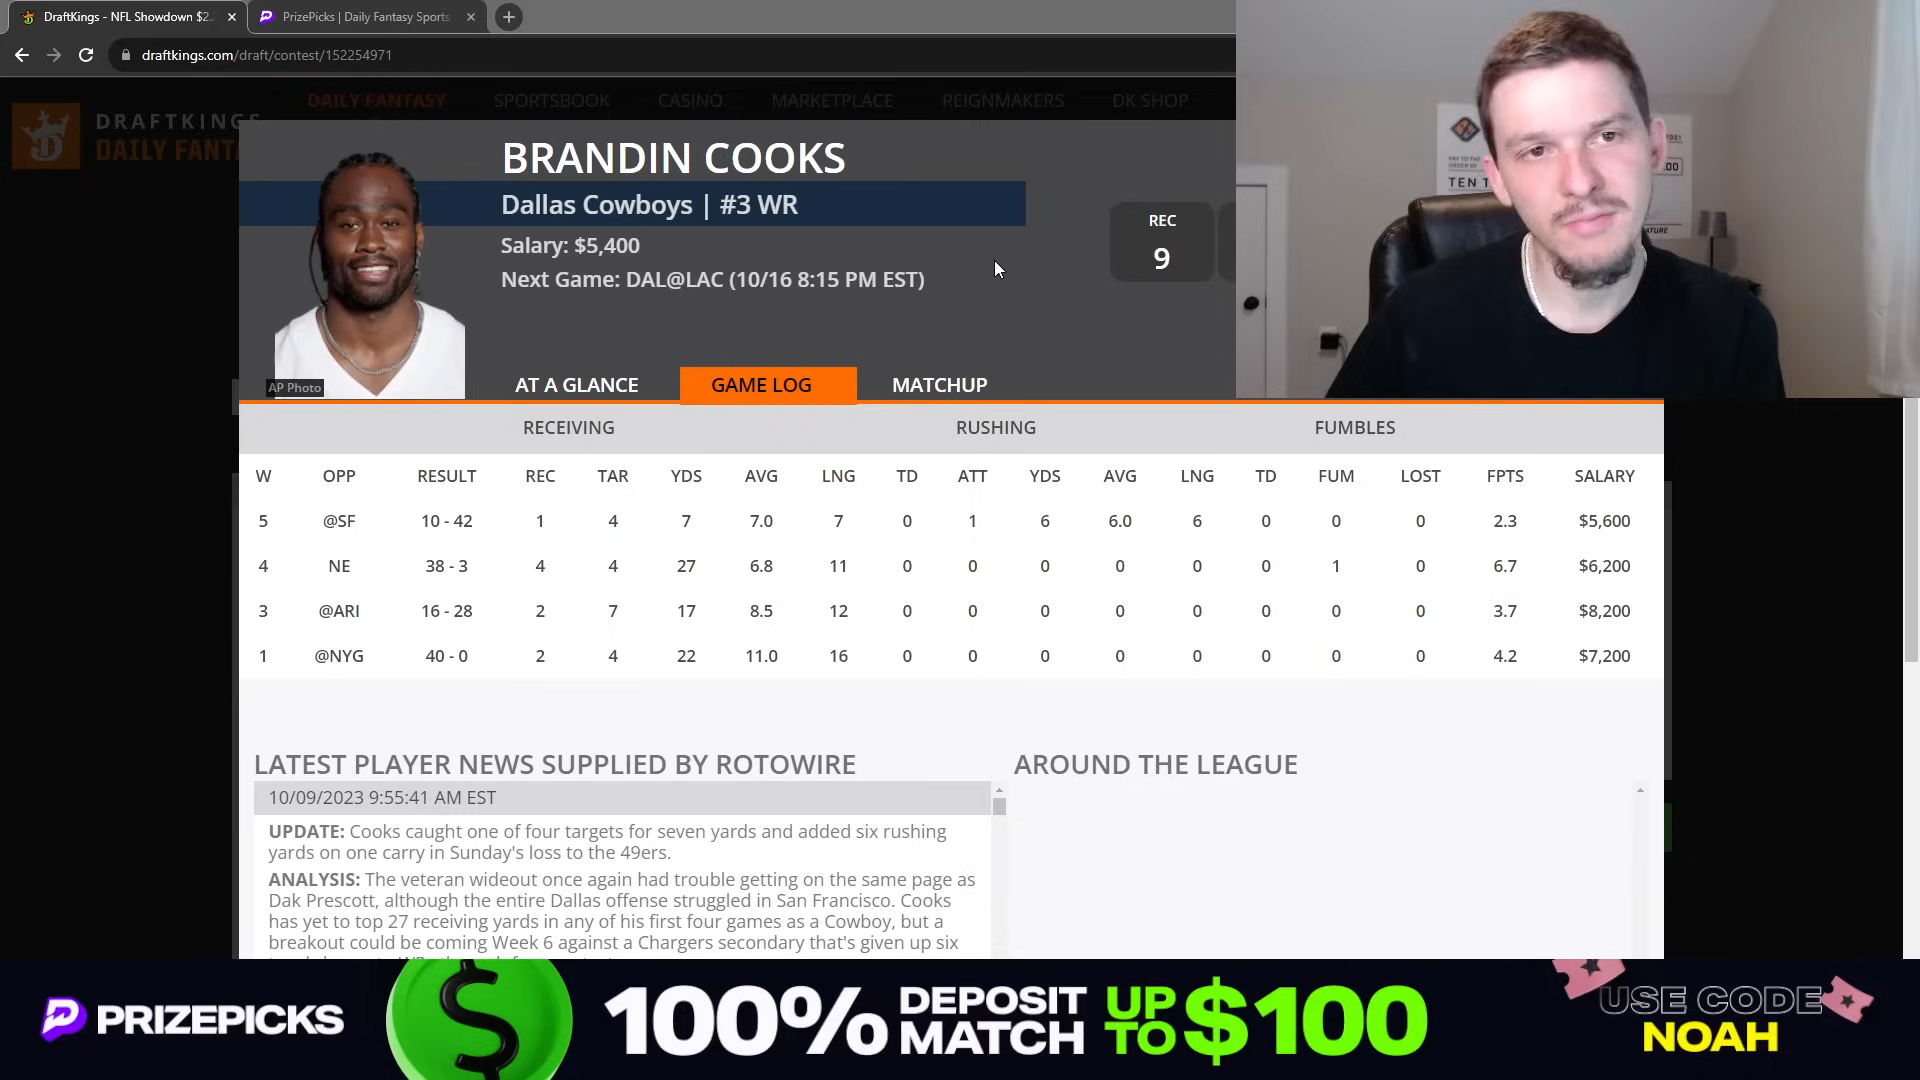 DraftKings - NFL Showdown $2.
PrizePicks | Daily Fantasy Sports
draftkings.com/draft/contest/152254971
DAILY FANTASY SPORTSBOOK CASINO MARKETPLACE REIGNMAKERS DK SHOP
DRAFTKINGS
DAILY FANTA
BRANDIN COOKS
Dallas Cowboys | #3 WR
Salary: $5,400
Next Game: DAL@LAC (10/16 8:15 PM EST)
REC
9
AP Photo
AT A GLANCE GAME LOG MATCHUP
RECEIVING RUSHING FUMBLES
W OPP RESULT REC TAR YDS AVG LNG TD ATT YDS AVG LNG TD FUM LOST FPTS SALARY
5 @SF 10 - 42 1 4 7 7.0 7 0 1 6 6.0 6 0 0 0 2.3 $5,600
4 NE 38 - 3 4 4 27 6.8 11 0 0 0 0 0 0 1 0 6.7 $6,200
3 @ARI 16 - 28 2 7 17 8.5 12 0 0 0 0 0 0 0 0 3.7 $8,200
1 @NYG 40 - 0 2 4 22 11.0 16 0 0 0 0 0 0 0 0 4.2 $7,200
LATEST PLAYER NEWS SUPPLIED BY ROTOWIRE
AROUND THE LEAGUE
10/09/2023 9:55:41 AM EST
UPDATE: Cooks caught one of four targets for seven yards and added six rushing
yards on one carry in Sunday's loss to the 49ers.
ANALYSIS: The veteran wideout once again had trouble getting on the same page as
Dak Prescott, although the entire Dallas offense struggled in San Francisco. Cooks
has yet to top 27 receiving yards in any of his first four games as a Cowboy, but a
breakout could be coming Week 6 against a Chargers secondary that's given up six
PRIZEPICKS
100% DEPOSIT MATCH UP TO $100
USE CODE
NOAH